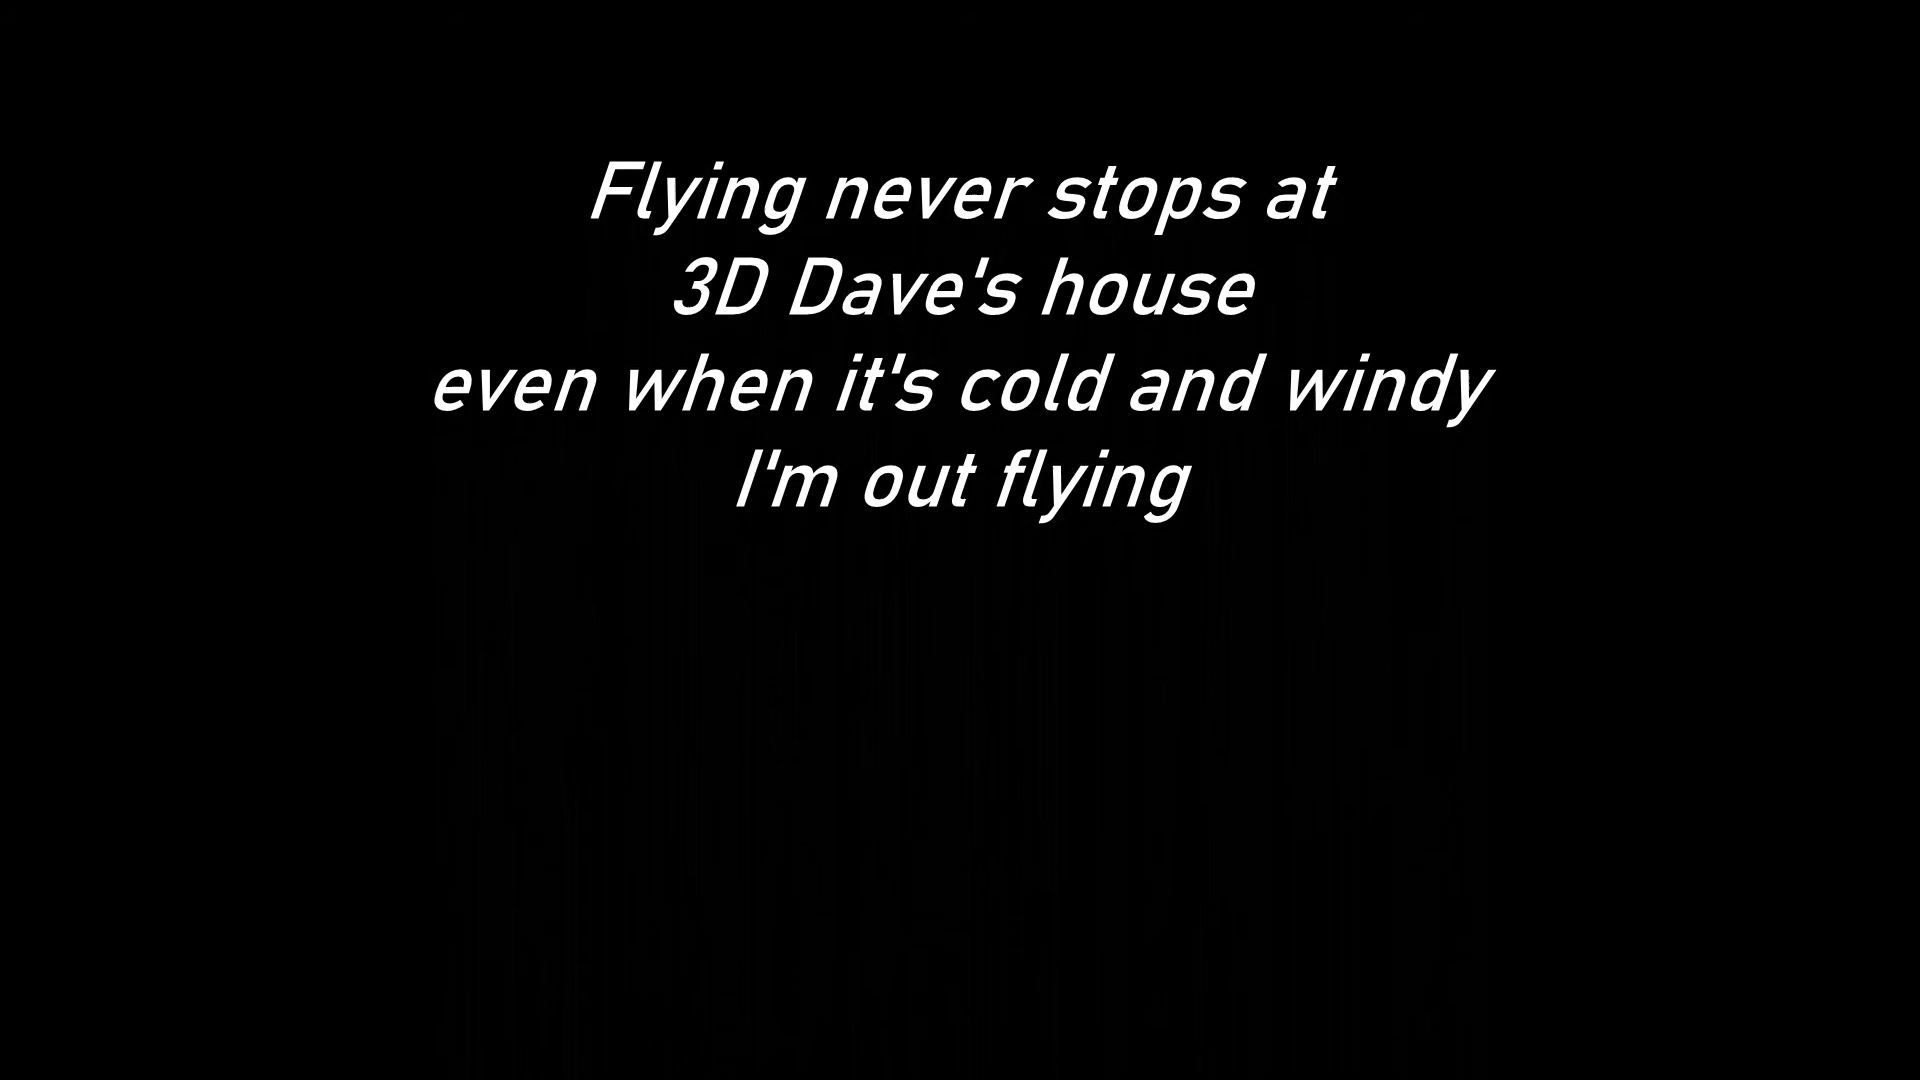 Flying never stops at
3D Dave's house
even when it's cold and windy
I'm out flying